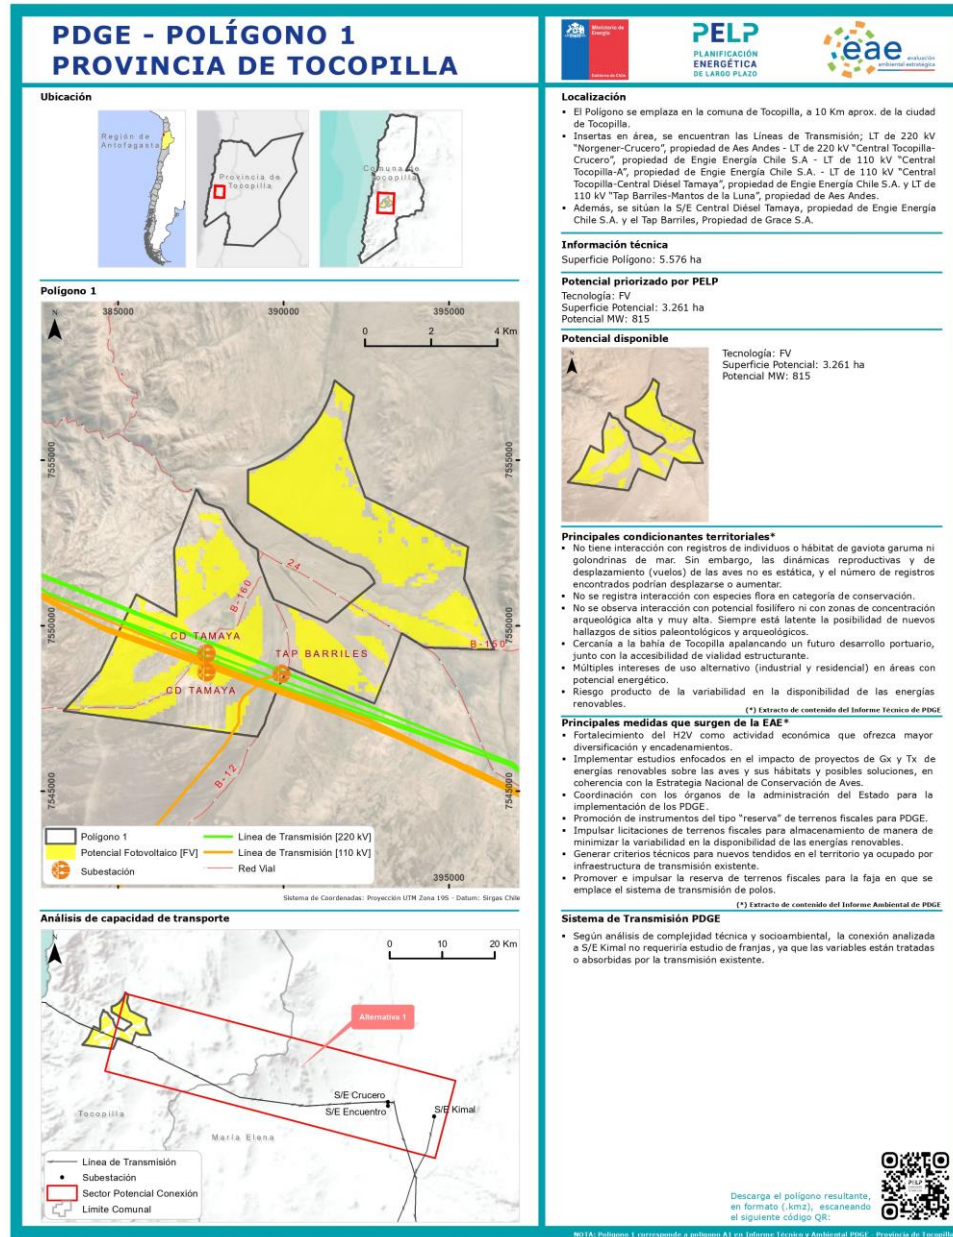 PDGE - POLÍGONO 1
PROVINCIA DE TOCOPILLA
Ministerio de
Energía
Gobierno de Chile
PELP
PLANIFICACIÓN
ENERGÉTICA
DE LARGO PLAZO
eae
evaluación
ambiental estratégica
Ubicación
Región de
Antofagasta
Provincia de
Tocopilla
Comuna de
Tocopilla
Polígono 1
385000
390000
395000
N
0 2 4 Km
7555000
7555000
7550000
7550000
7545000
7545000
24
B-160
B-150
CD TAMAYA
TAP BARRILES
CD TAMAYA
B-12
Polígono 1
Potencial Fotovoltaico [FV]
Subestación
Línea de Transmisión [220 kV]
Línea de Transmisión [110 kV]
Red Vial
395000
Sistema de Coordenadas: Proyección UTM Zona 19S - Datum: Sirgas Chile
Análisis de capacidad de transporte
N
0 10 20 Km
Alternativa 1
S/E Crucero
S/E Encuentro
S/E Kimal
Tocopilla
María Elena
Línea de Transmisión
Subestación
Sector Potencial Conexión
Limite Comunal
Localización
▪ El Polígono se emplaza en la comuna de Tocopilla, a 10 Km aprox. de la ciudad
de Tocopilla.
▪ Insertas en área, se encuentran las Líneas de Transmisión; LT de 220 kV
"Norgener-Crucero", propiedad de Aes Andes - LT de 220 kV "Central Tocopilla-
Crucero", propiedad de Engie Energía Chile S.A - LT de 110 kV "Central
Tocopilla-A", propiedad de Engie Energía Chile S.A. - LT de 110 kV "Central
Tocopilla-Central Diésel Tamaya", propiedad de Engie Energía Chile S.A. y LT de
110 kV "Tap Barriles-Mantos de la Luna", propiedad de Aes Andes.
▪ Además, se sitúan la S/E Central Diésel Tamaya, propiedad de Engie Energía
Chile S.A. y el Tap Barriles, Propiedad de Grace S.A.
Información técnica
Superficie Polígono: 5.576 ha
Potencial priorizado por PELP
Tecnología: FV
Superficie Potencial: 3.261 ha
Potencial MW: 815
Potencial disponible
N
Tecnología: FV
Superficie Potencial: 3.261 ha
Potencial MW: 815
Principales condicionantes territoriales*
▪ No tiene interacción con registros de individuos o hábitat de gaviota garuma ni
golondrinas de mar. Sin embargo, las dinámicas reproductivas y de
desplazamiento (vuelos) de las aves no es estática, y el número de registros
encontrados podrían desplazarse o aumentar.
▪ No se registra interacción con especies flora en categoría de conservación.
▪ No se observa interacción con potencial fosilífero ni con zonas de concentración
arqueológica alta y muy alta. Siempre está latente la posibilidad de nuevos
hallazgos de sitios paleontológicos y arqueológicos.
▪ Cercanía a la bahía de Tocopilla apalancando un futuro desarrollo portuario,
junto con la accesibilidad de vialidad estructurante.
▪ Múltiples intereses de uso alternativo (industrial y residencial) en áreas con
potencial energético.
▪ Riesgo producto de la variabilidad en la disponibilidad de las energías
renovables.
(*) Extracto de contenido del Informe Técnico de PDGE
Principales medidas que surgen de la EAE*
▪ Fortalecimiento del H2V como actividad económica que ofrezca mayor
diversificación y encadenamientos.
▪ Implementar estudios enfocados en el impacto de proyectos de Gx y Tx de
energías renovables sobre las aves y sus hábitats y posibles soluciones, en
coherencia con la Estrategia Nacional de Conservación de Aves.
▪ Coordinación con los órganos de la administración del Estado para la
implementación de los PDGE.
▪ Promoción de instrumentos del tipo "reserva" de terrenos fiscales para PDGE.
▪ Impulsar licitaciones de terrenos fiscales para almacenamiento de manera de
minimizar la variabilidad en la disponibilidad de las energías renovables.
▪ Generar criterios técnicos para nuevos tendidos en el territorio ya ocupado por
infraestructura de transmisión existente.
▪ Promover e impulsar la reserva de terrenos fiscales para la faja en que se
emplace el sistema de transmisión de polos.
(*) Extracto de contenido del Informe Ambiental de PDGE
Sistema de Transmisión PDGE
▪ Según análisis de complejidad técnica y socioambiental, la conexión analizada
a S/E Kimal no requeriría estudio de franjas, ya que las variables están tratadas
o absorbidas por la transmisión existente.
Descarga el polígono resultante,
en formato (.kmz), escaneando
el siguiente código QR:
PELP
NOTA: Polígono 1 corresponde a polígono A1 en Informe Técnico y Ambiental PDGE - Provincia de Tocopilla